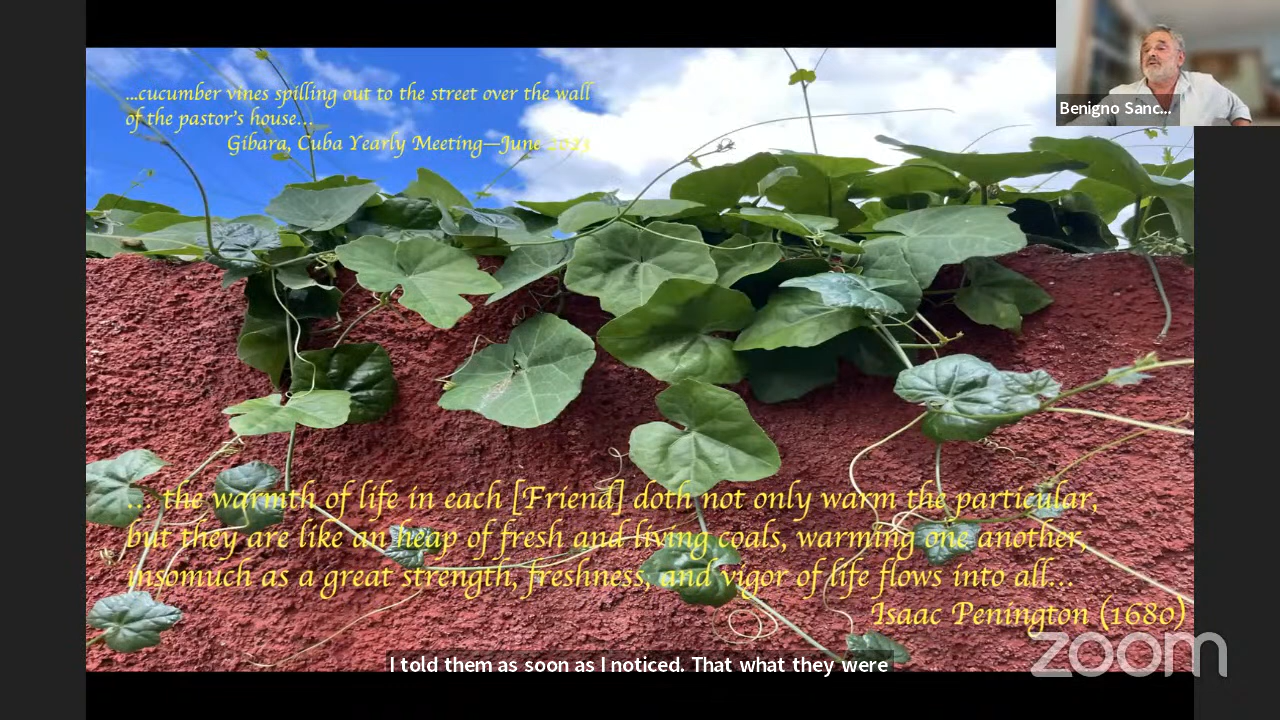 ...cucumber vines spilling out to the street over the wall
of the pastor's house...
Gibara, Cuba Yearly Meeting—June 2023
Benigno Sanc...
... the warmth of life in each [Friend] doth not only warm the particular,
but they are like an heap of fresh and living coals, warming one another,
insomuch as a great strength, freshness, and vigor of life flows into all...
Isaac Penington (1680)
zoom
I told them as soon as I noticed. That what they were